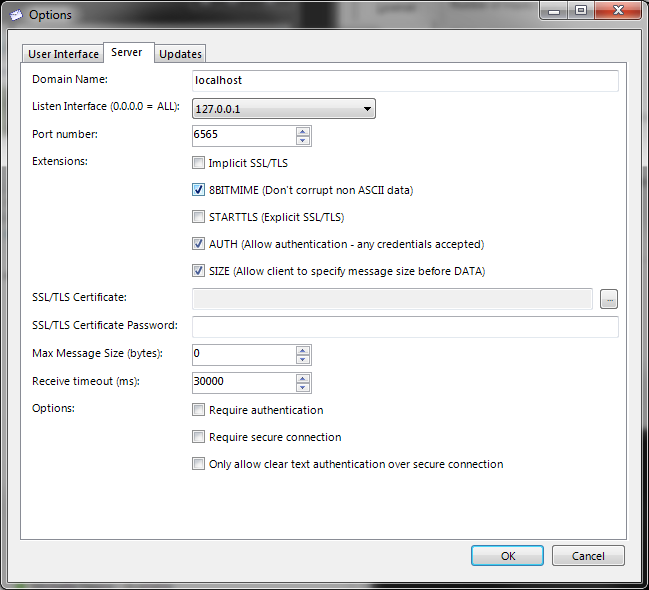 Options
User Interface Server Updates
Domain Name: localhost
Listen Interface (0.0.0.0 = ALL): 127.0.0.1
Port number: 6565
Extensions: Implicit SSL/TLS
8BITMIME (Don't corrupt non ASCII data)
STARTTLS (Explicit SSL/TLS)
AUTH (Allow authentication - any credentials accepted)
SIZE (Allow client to specify message size before DATA)
SSL/TLS Certificate: ...
SSL/TLS Certificate Password:
Max Message Size (bytes): 0
Receive timeout (ms): 30000
Options: Require authentication
Require secure connection
Only allow clear text authentication over secure connection
OK Cancel